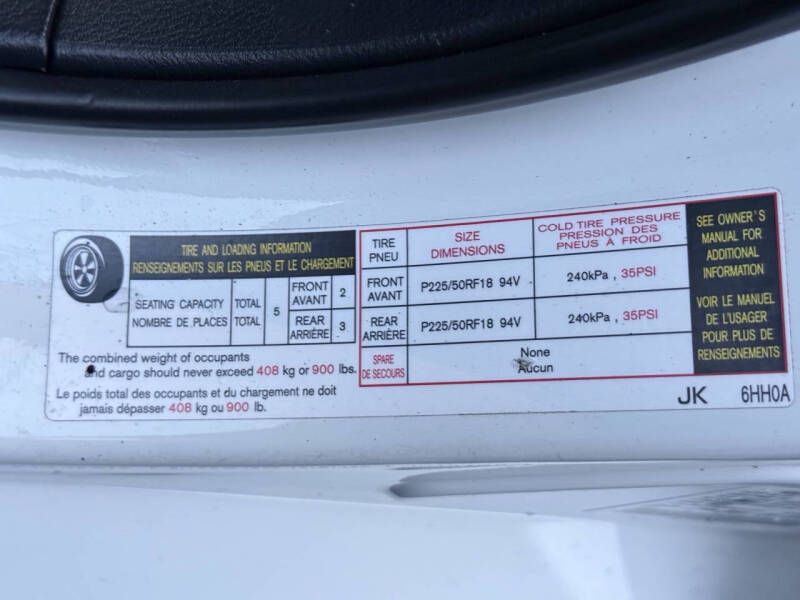 TIRE AND LOADING INFORMATION
RENSEIGNEMENTS SUR LES PNEUS ET LE CHARGEMENT
SEATING CAPACITY TOTAL
NOMBRE DE PLACES TOTAL
5
FRONT
AVANT
2
REAR
ARRIÈRE
3
The combined weight of occupants
and cargo should never exceed 408 kg or 900 lbs.
Le poids total des occupants et du chargement ne doit
jamais dépasser 408 kg ou 900 lb.
TIRE
PNEU
SIZE
DIMENSIONS
COLD TIRE PRESSURE
PRESSION DES
PNEUS À FROID
FRONT
AVANT
P225/50RF18 94V
240kPa , 35PSI
REAR
ARRIÈRE
P225/50RF18 94V
240kPa , 35PSI
SPARE
DE SECOURS
None
Aucun
SEE OWNER'S
MANUAL FOR
ADDITIONAL
INFORMATION
VOIR LE MANUEL
DE L'USAGER
POUR PLUS DE
RENSEIGNEMENTS
JK 6HH0A